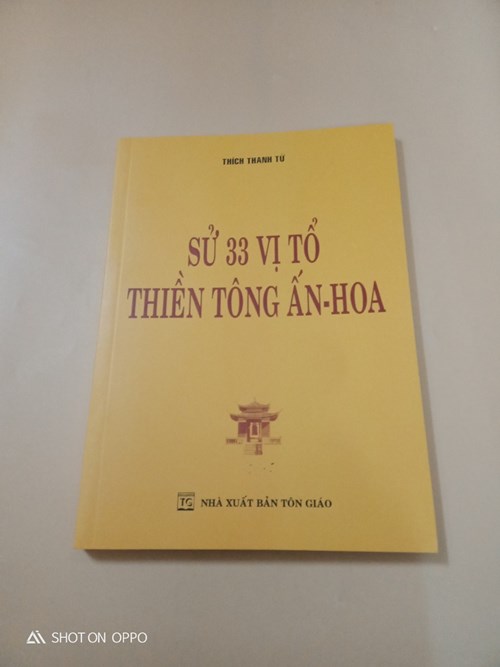 THÍCH THANH TỪ
SỬ 33 VỊ TỔ
THIỀN TÔNG ẤN-HOA
TG NHÀ XUẤT BẢN TÔN GIÁO
SHOT ON OPPO